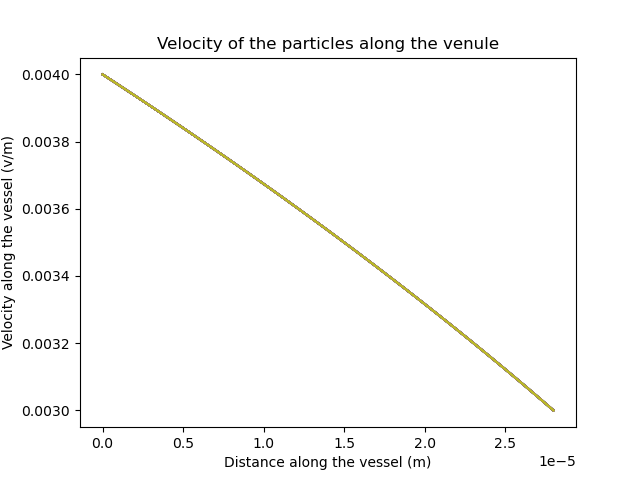 Velocity of the particles along the venule
0.0040
0.0038
0.0036
0.0034
0.0032
0.0030
Velocity along the vessel (v/m)
0.0 0.5 1.0 1.5 2.0 2.5
1e−5
Distance along the vessel (m)